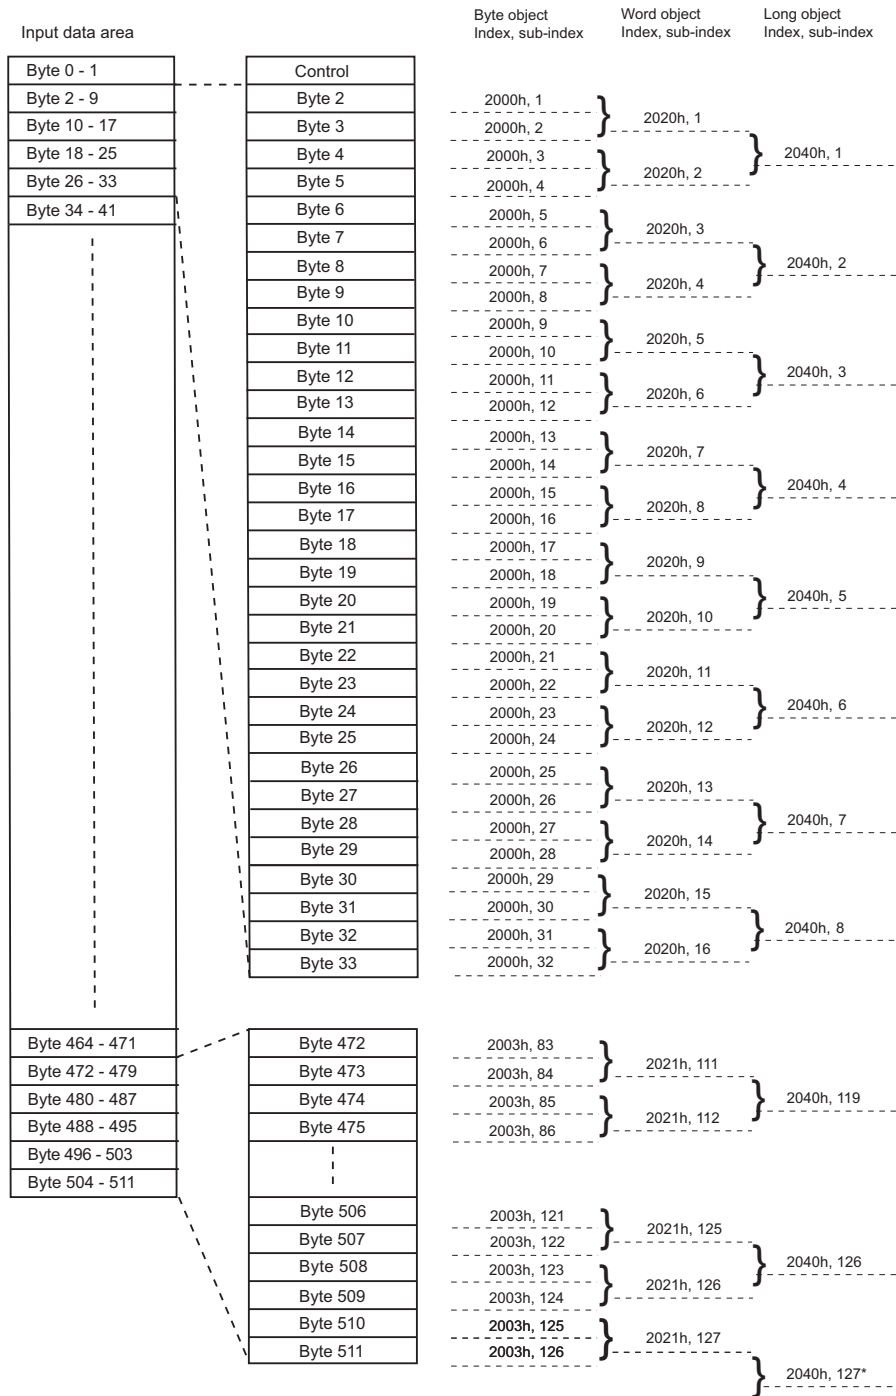 Byte object Word object Long object
Input data area Index, sub-index Index, sub-index Index, sub-index
Byte 0 - 1 Control
Byte 2 - 9 Byte 2 2000h, 1
2020h, 1
Byte 10 - 17 Byte 3 2000h, 2
2040h, 1
Byte 18 - 25 Byte 4 2000h, 3
2020h, 2
Byte 26 - 33 Byte 5 2000h, 4
Byte 34 - 41 Byte 6 2000h, 5
2020h, 3
Byte 7 2000h, 6
2040h, 2
Byte 8 2000h, 7
2020h, 4
Byte 9 2000h, 8
Byte 10 2000h, 9
2020h, 5
Byte 11 2000h, 10
2040h, 3
Byte 12 2000h, 11
2020h, 6
Byte 13 2000h, 12
Byte 14 2000h, 13
2020h, 7
Byte 15 2000h, 14
2040h, 4
Byte 16 2000h, 15
2020h, 8
Byte 17 2000h, 16
Byte 18 2000h, 17
2020h, 9
Byte 19 2000h, 18
2040h, 5
Byte 20 2000h, 19
2020h, 10
Byte 21 2000h, 20
Byte 22 2000h, 21
2020h, 11
Byte 23 2000h, 22
2040h, 6
Byte 24 2000h, 23
2020h, 12
Byte 25 2000h, 24
Byte 26 2000h, 25
2020h, 13
Byte 27 2000h, 26
2040h, 7
Byte 28 2000h, 27
2020h, 14
Byte 29 2000h, 28
Byte 30 2000h, 29
2020h, 15
Byte 31 2000h, 30
2040h, 8
Byte 32 2000h, 31
2020h, 16
Byte 33 2000h, 32
Byte 464 - 471 Byte 472 2003h, 83
2021h, 111
Byte 472 - 479 Byte 473 2003h, 84
2040h, 119
Byte 480 - 487 Byte 474 2003h, 85
2021h, 112
Byte 488 - 495 Byte 475 2003h, 86
Byte 496 - 503
Byte 504 - 511
Byte 506 2003h, 121
2021h, 125
Byte 507 2003h, 122
2040h, 126
Byte 508 2003h, 123
2021h, 126
Byte 509 2003h, 124
Byte 510 2003h, 125
2021h, 127
Byte 511 2003h, 126
2040h, 127*